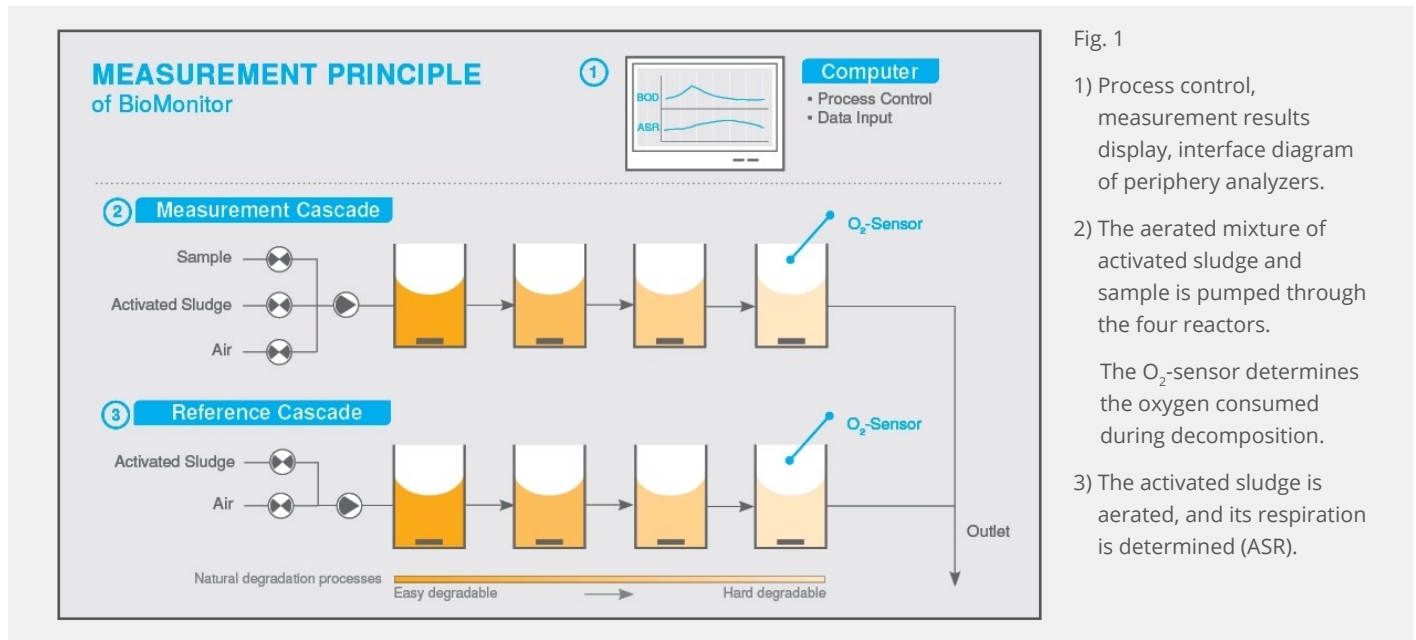 MEASUREMENT PRINCIPLE
of BioMonitor
1
BOD
ASR
Computer
• Process Control
• Data Input
2 Measurement Cascade
Sample
Activated Sludge
Air
O₂-Sensor
3 Reference Cascade
Activated Sludge
Air
O₂-Sensor
Outlet
Natural degradation processes
Easy degradable
Hard degradable
Fig. 1
1) Process control,
measurement results
display, interface diagram
of periphery analyzers.
2) The aerated mixture of
activated sludge and
sample is pumped through
the four reactors.
The O₂-sensor determines
the oxygen consumed
during decomposition.
3) The activated sludge is
aerated, and its respiration
is determined (ASR).